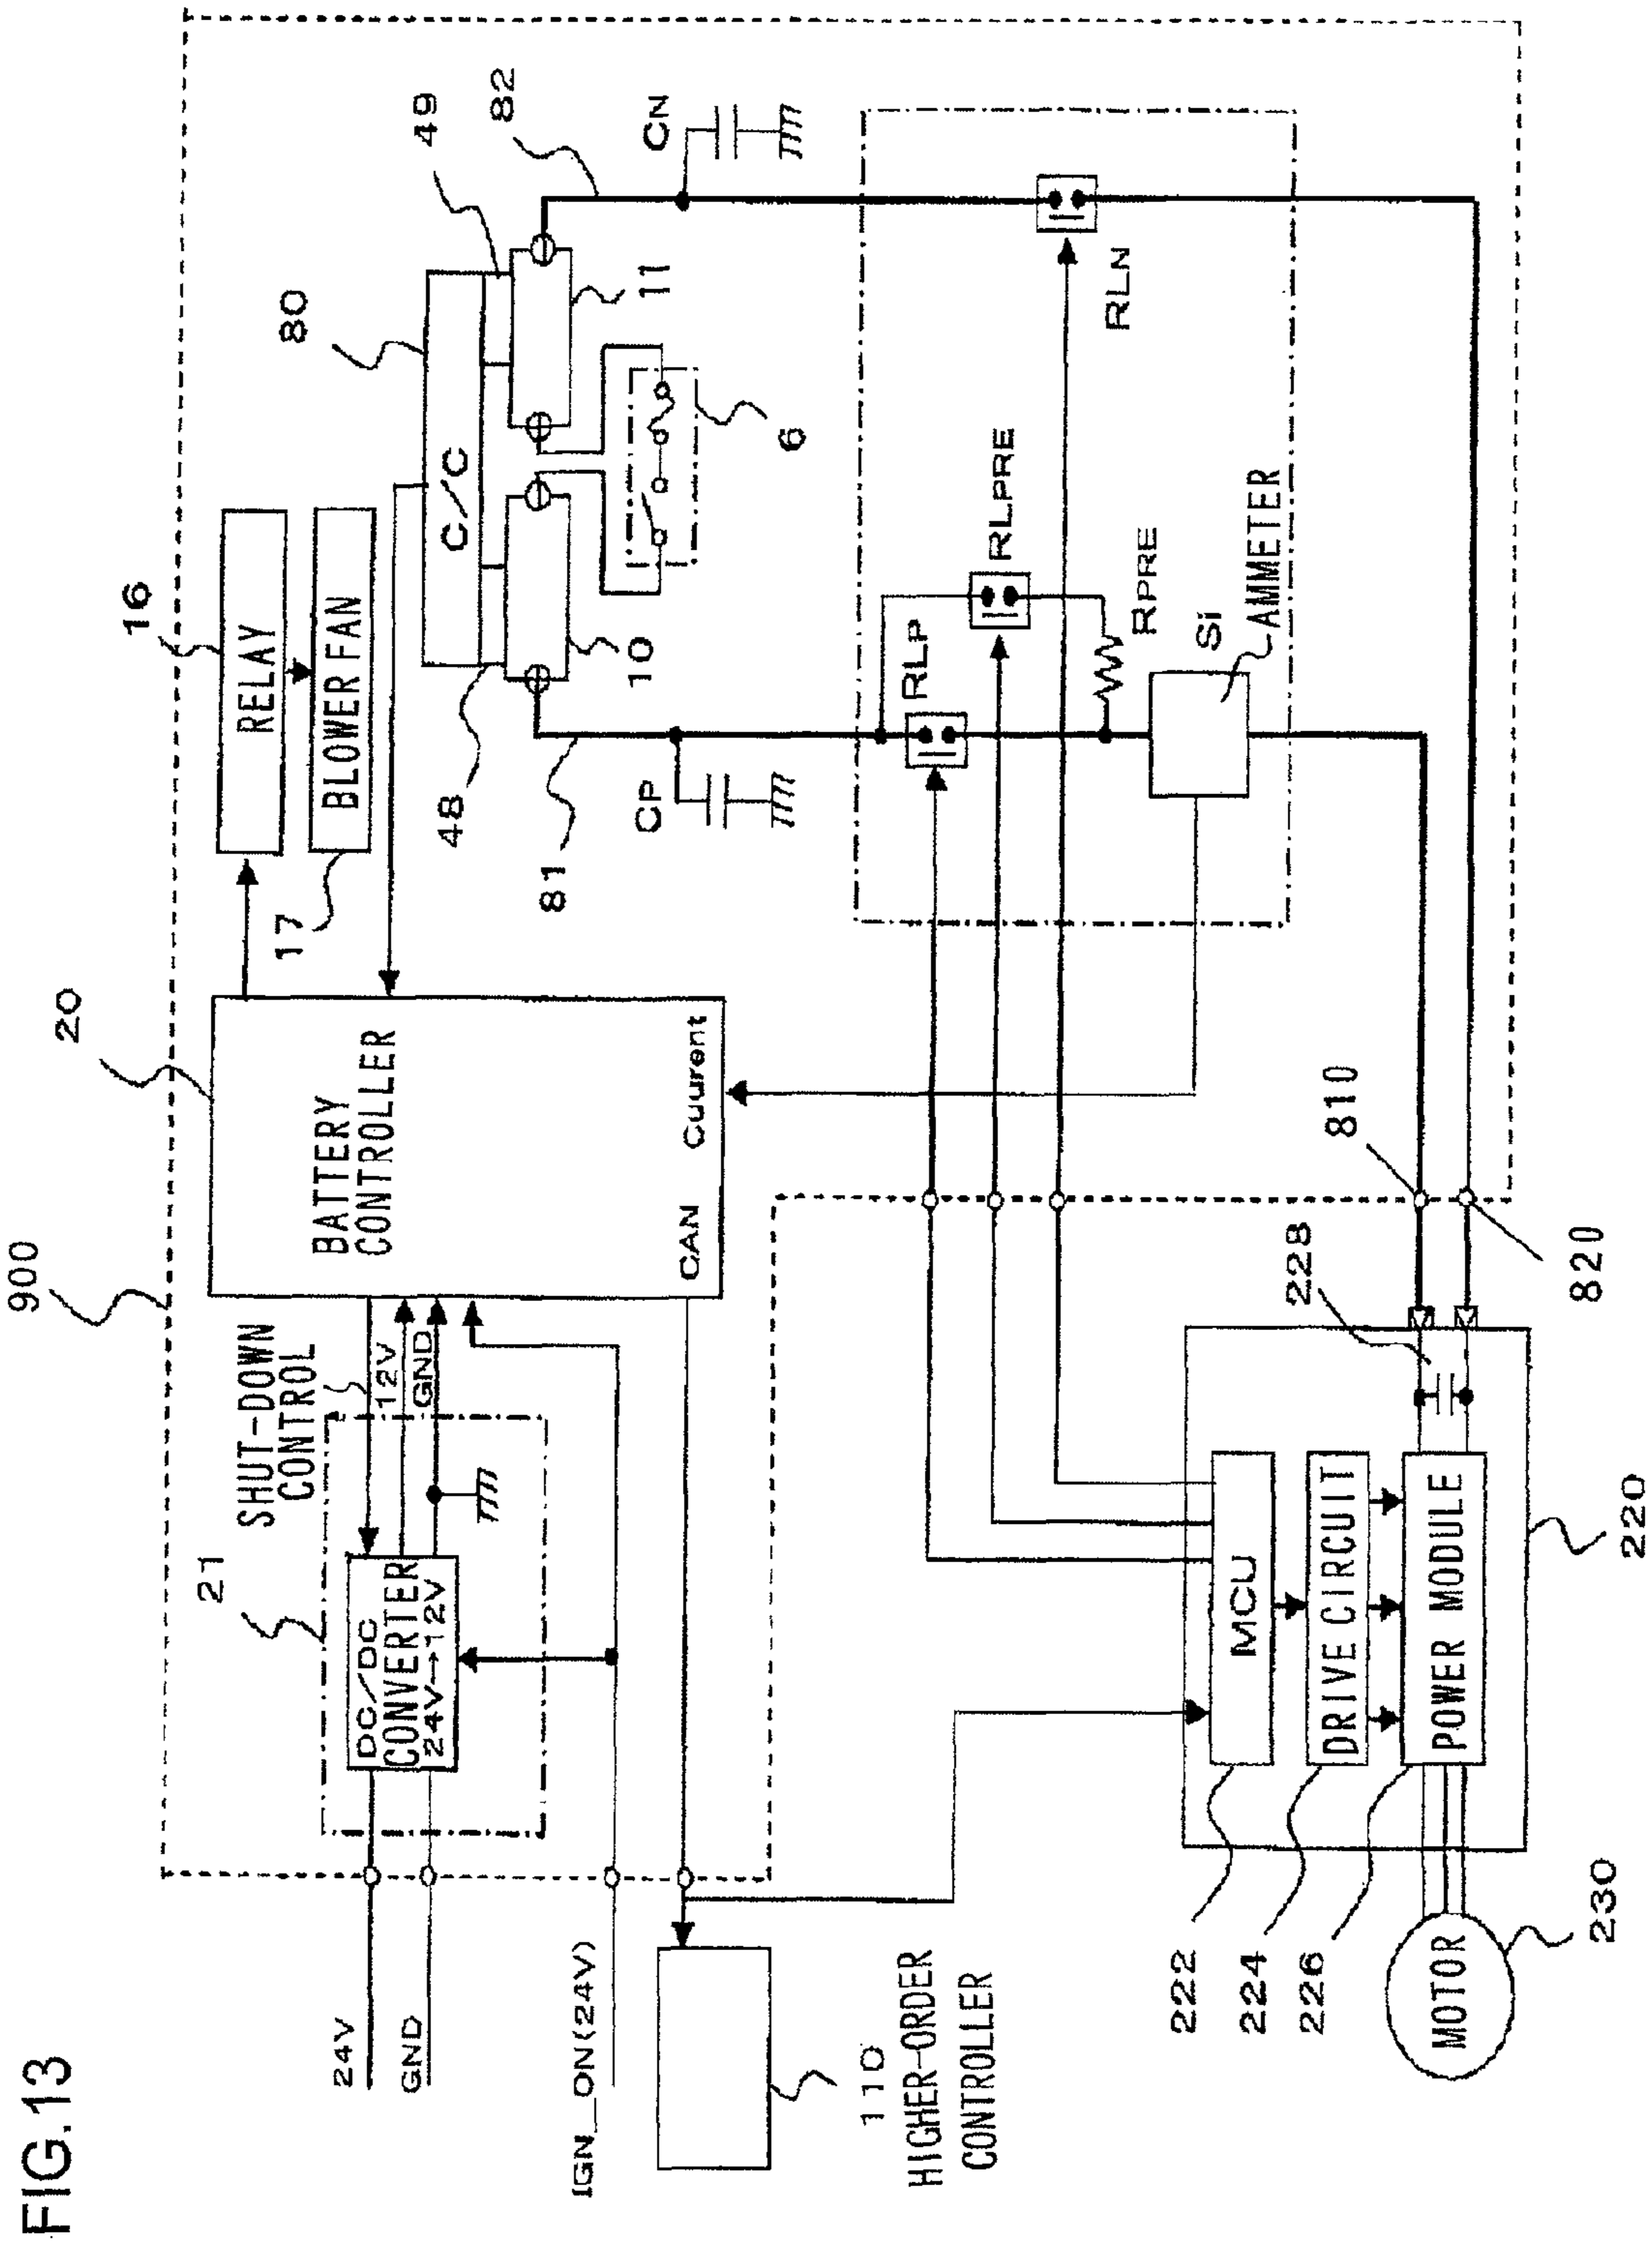 FIG.13
900
20
16
RELAY
BLOWER FAN
17
80
C/C
49
82
CN
48
10
11
6
81
CP
BATTERY
CONTROLLER
CAN
Cuurent
SHUT-DOWN
CONTROL
12V
GND
21
DC/DC
CONVERTER
24V→12V
24V
GND
IGN_ON(24V)
110
HIGHER-ORDER
CONTROLLER
RLP
RLPRE
RPRE
RLN
Si
AMMETER
810
820
228
MCU
DRIVE CIRCUIT
POWER MODULE
222
224
226
220
MOTOR
230